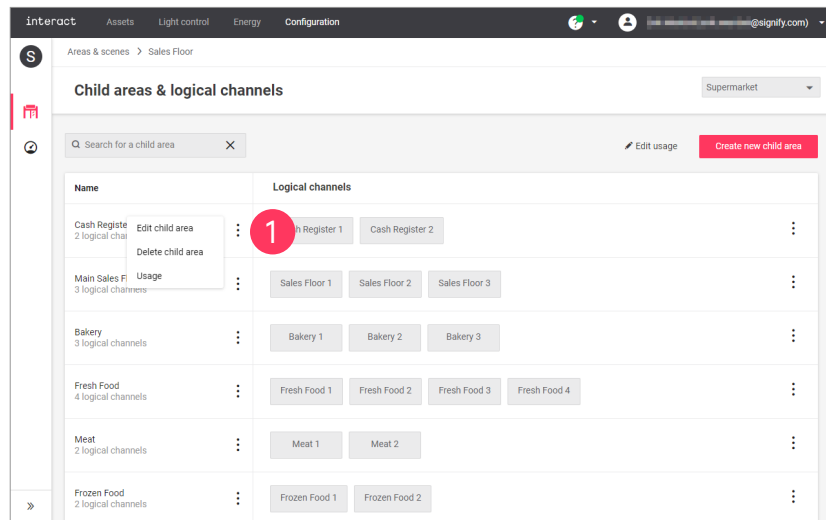 interact Assets Light control Energy Configuration ? @signify.com)
S
Areas & scenes > Sales Floor
Child areas & logical channels
Supermarket
Search for a child area
Edit usage
Create new child area
Name
Logical channels
Cash Registe
2 logical cha
Edit child area
Delete child area
Usage
1
h Register 1
Cash Register 2
Main Sales F
3 logical channels
Sales Floor 1
Sales Floor 2
Sales Floor 3
Bakery
3 logical channels
Bakery 1
Bakery 2
Bakery 3
Fresh Food
4 logical channels
Fresh Food 1
Fresh Food 2
Fresh Food 3
Fresh Food 4
Meat
2 logical channels
Meat 1
Meat 2
Frozen Food
2 logical channels
Frozen Food 1
Frozen Food 2